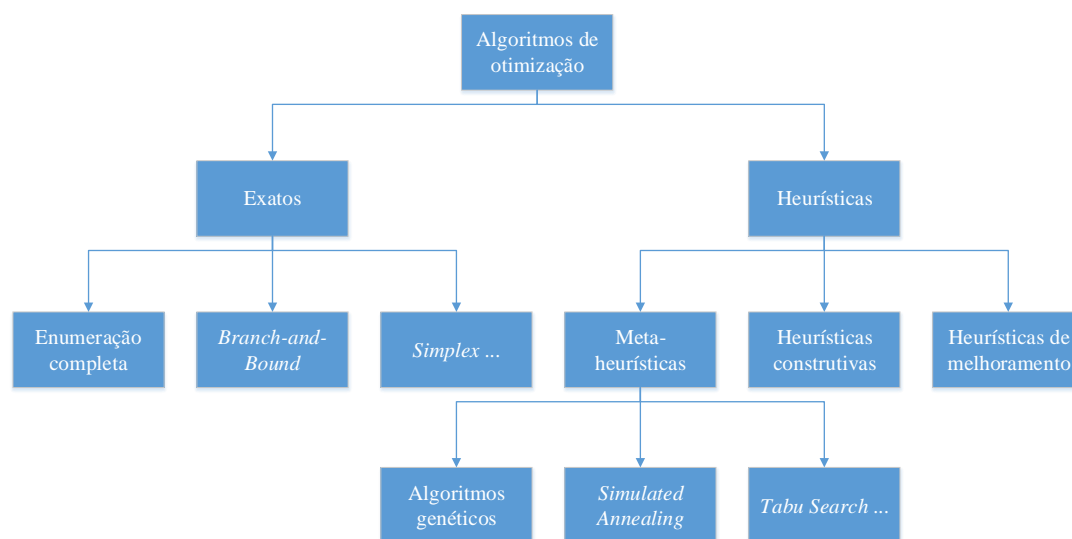 Algoritmos de
otimização
Exatos
Heurísticas
Enumeração
completa
Branch-and-
Bound
Simplex ...
Meta-
heurísticas
Heurísticas
construtivas
Heurísticas de
melhoramento
Algoritmos
genéticos
Simulated
Annealing
Tabu Search ...